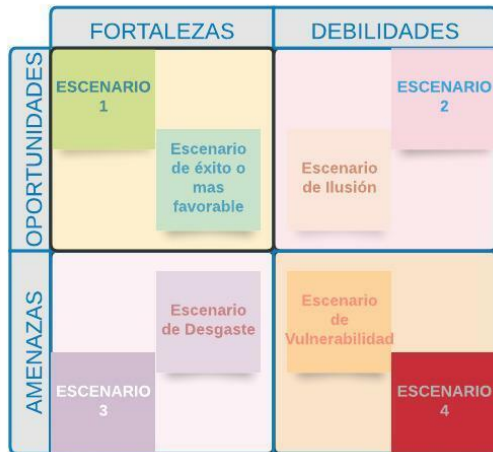 FORTALEZAS
DEBILIDADES
OPORTUNIDADES
ESCENARIO
1
Escenario
de éxito o
mas
favorable
ESCENARIO
2
Escenario
de Ilusión
AMENAZAS
Escenario
de Desgaste
ESCENARIO
3
Escenario
de
Vulnerabilidad
ESCENARIO
4